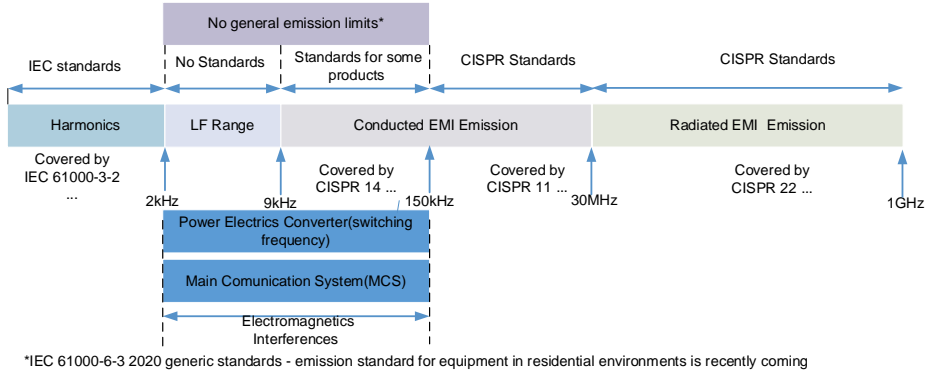 No general emission limits*
IEC standards
No Standards
Standards for some
products
CISPR Standards
CISPR Standards
Harmonics
LF Range
Conducted EMI Emission
Radiated EMI Emission
Covered by
IEC 61000-3-2
...
Covered by
CISPR 14 ...
Covered by
CISPR 11 ...
Covered by
CISPR 22 ...
2kHz
9kHz
150kHz
30MHz
1GHz
Power Electrics Converter(switching
frequency)
Main Comunication System(MCS)
Electromagnetics
Interferences
*IEC 61000-6-3 2020 generic standards - emission standard for equipment in residential environments is recently coming